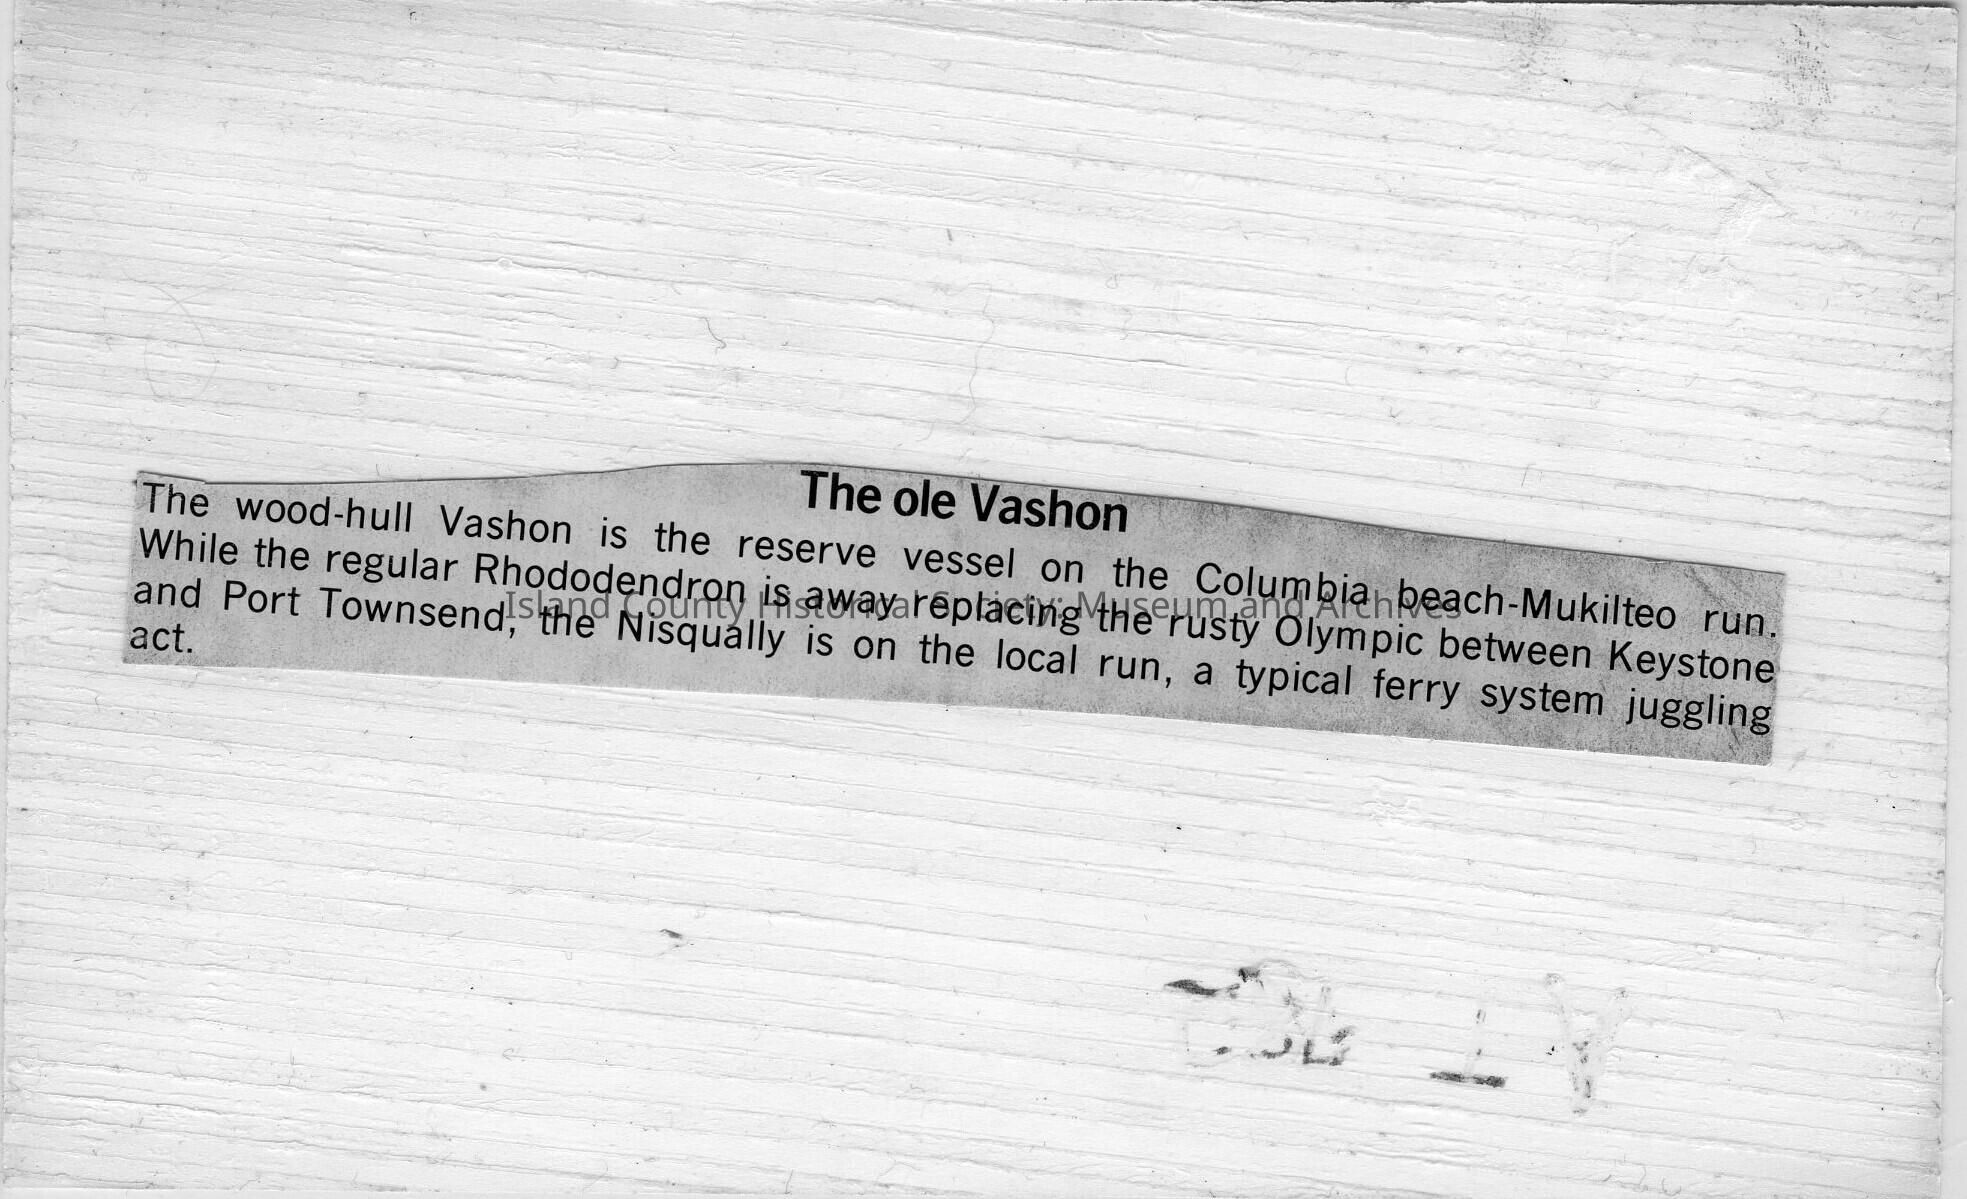 The ole Vashon
The wood-hull Vashon is the reserve vessel on the Columbia beach-Mukilteo run.
While the regular Rhododendron is away replacing the rusty Olympic between Keystone
and Port Townsend, the Nisqually is on the local run, a typical ferry system juggling
act.
Island County Historical Society: Museum and Archives